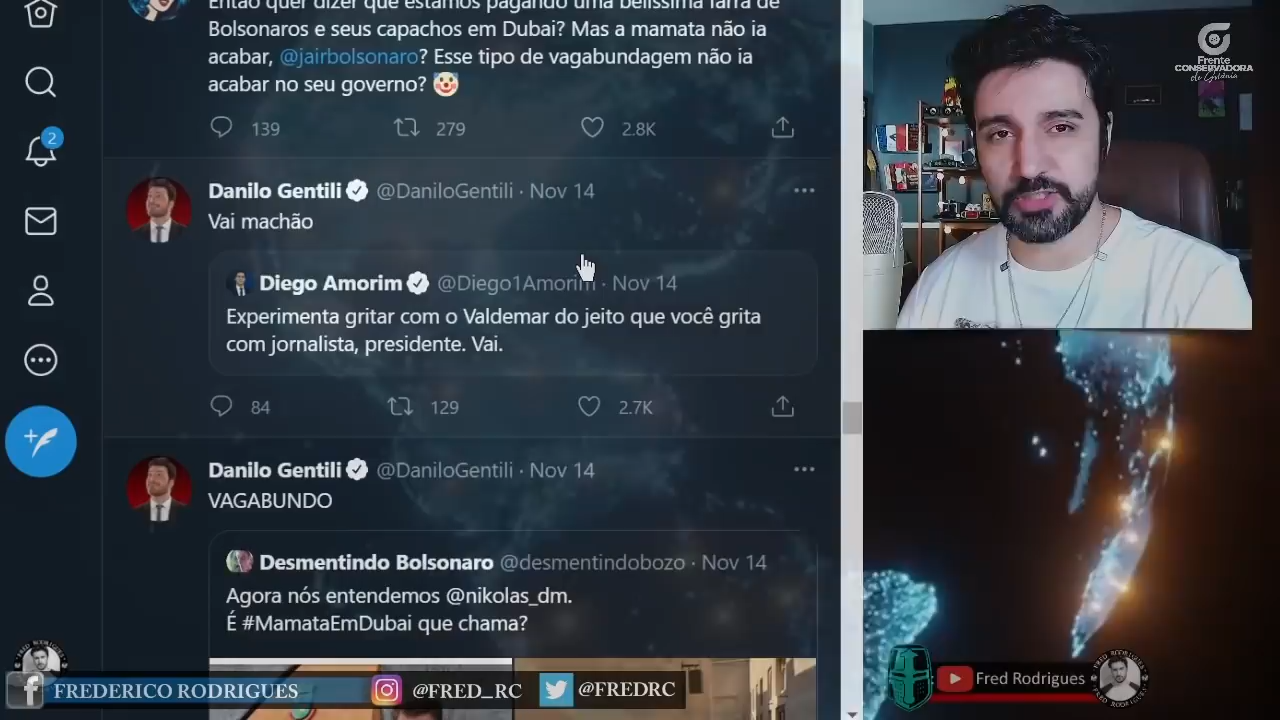 Então quer dizer que estamos pagando uma belíssima farra de
Bolsonaros e seus capachos em Dubai? Mas a mamata não ia
acabar, @jairbolsonaro? Esse tipo de vagabundagem não ia
acabar no seu governo? 🤡
139 279 2.8K
2
Danilo Gentili @DaniloGentili · Nov 14
Vai machão
Diego Amorim @Diego1Amorim · Nov 14
Experimenta gritar com o Valdemar do jeito que você grita
com jornalista, presidente. Vai.
84 129 2.7K
Danilo Gentili @DaniloGentili · Nov 14
VAGABUNDO
Desmentindo Bolsonaro @desmentindobozo · Nov 14
Agora nós entendemos @nikolas_dm.
É #MamataEmDubai que chama?
Frente
CONSERVADORA
de Goiânia
FREDERICO RODRIGUES @FRED_RC @FREDRC
Fred Rodrigues